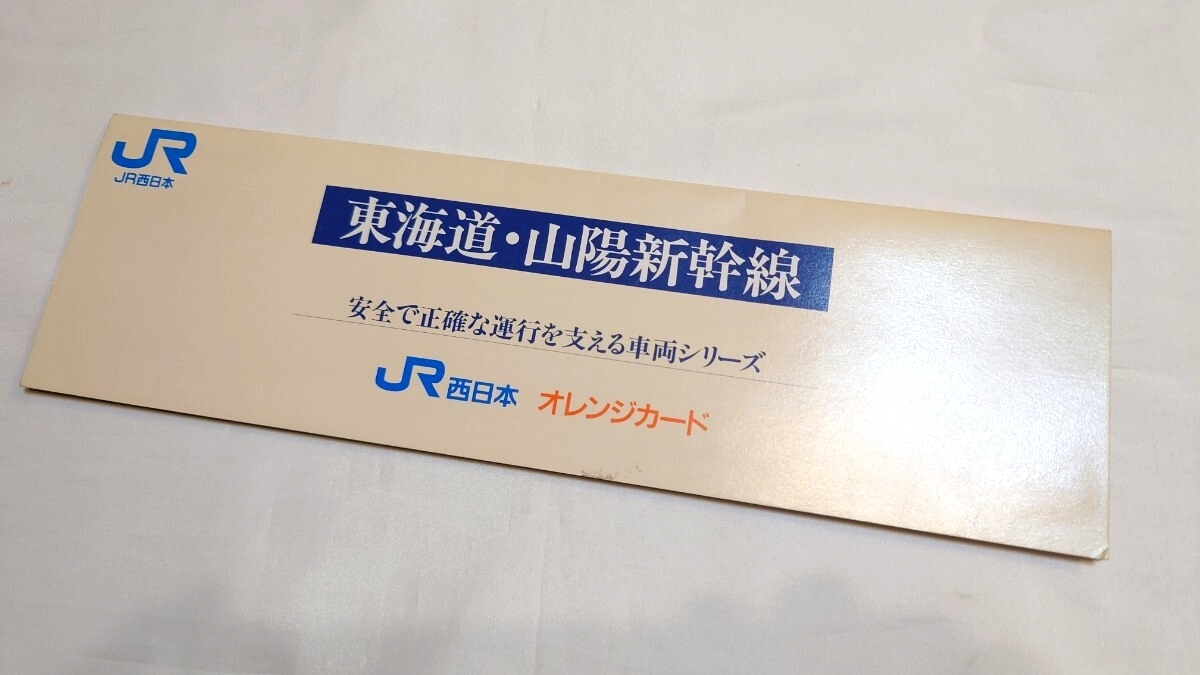 JR
JR西日本
東海道・山陽新幹線
安全で正確な運行を支える車両シリーズ
JR西日本 オレンジカード